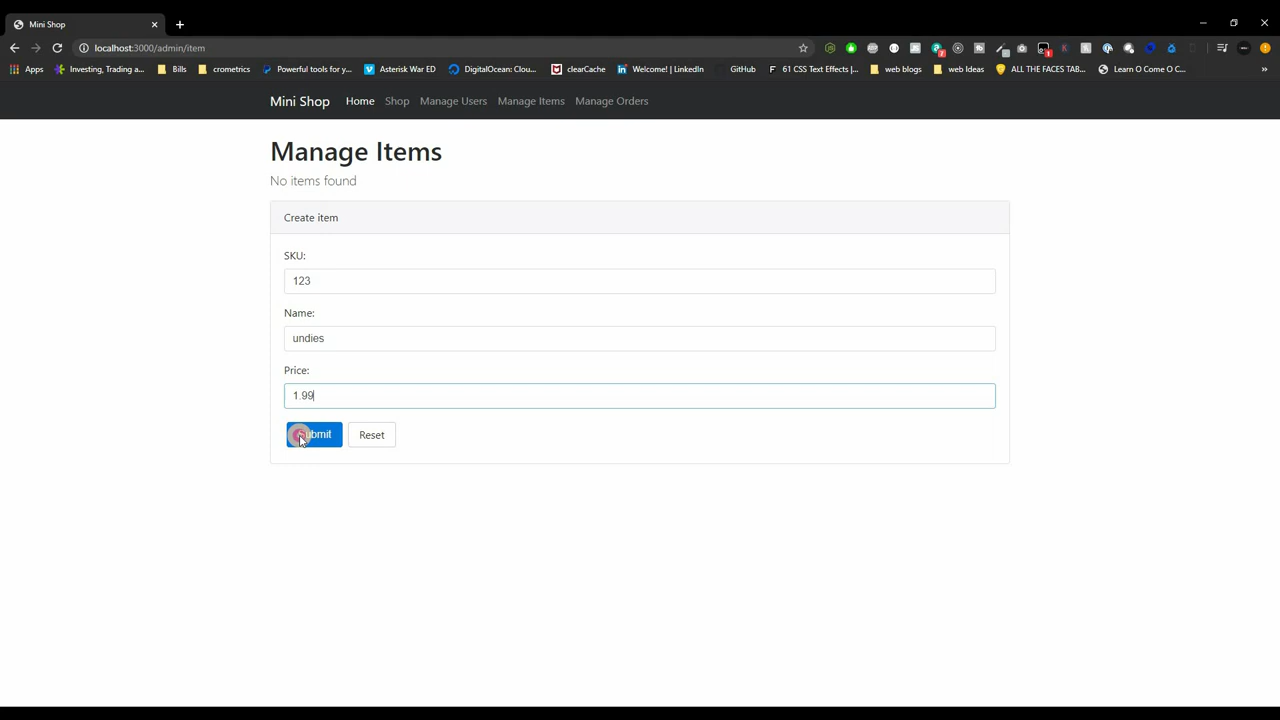 Mini Shop
localhost:3000/admin/item
Apps Investing, Trading a... Bills crometrics Powerful tools for y... Asterisk War ED DigitalOcean: Clou... clearCache Welcome! | LinkedIn GitHub 61 CSS Text Effects |... web blogs web Ideas ALL THE FACES TAB... Learn O Come O C... »
Mini Shop Home Shop Manage Users Manage Items Manage Orders
Manage Items
No items found
Create item
SKU:
123
Name:
undies
Price:
1.99
Submit Reset